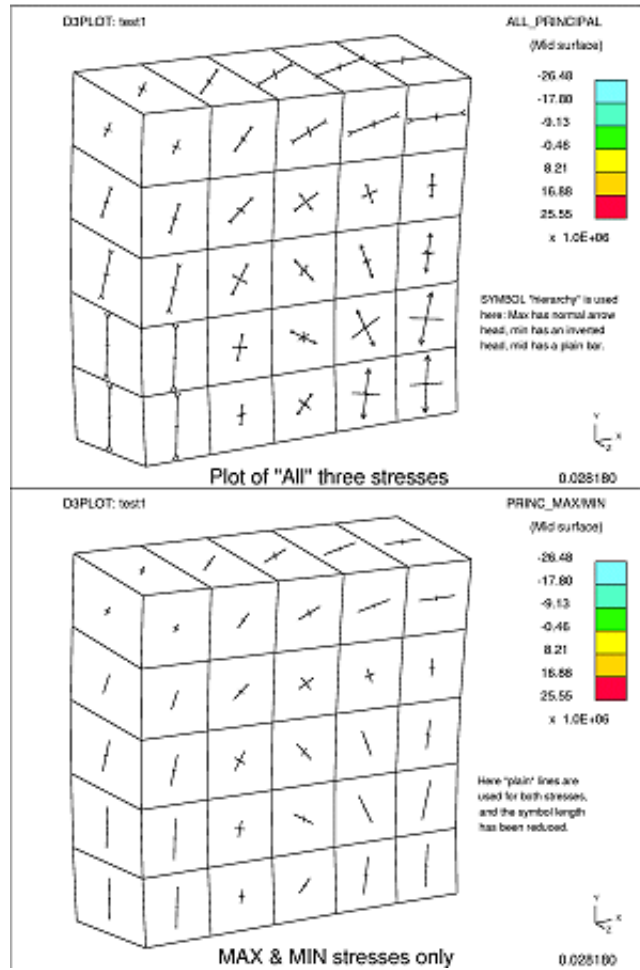 D3PLOT: test1
ALL_PRINCIPAL
(Mid surface)
-26.48
-17.80
-9.13
-0.46
8.21
16.88
25.55
x 1.0E+06
SYMBOL "hierarchy" is used
here: Max has normal arrow
head, min has an inverted
head, mid has a plain bar.
Y
X
Z
Plot of "All" three stresses
0.028180
D3PLOT: test1
PRINC_MAX/MIN
(Mid surface)
-26.48
-17.80
-9.13
-0.46
8.21
16.88
25.55
x 1.0E+06
Here "plain" lines are
used for both stresses,
and the symbol length
has been reduced.
Y
X
Z
MAX & MIN stresses only
0.028180